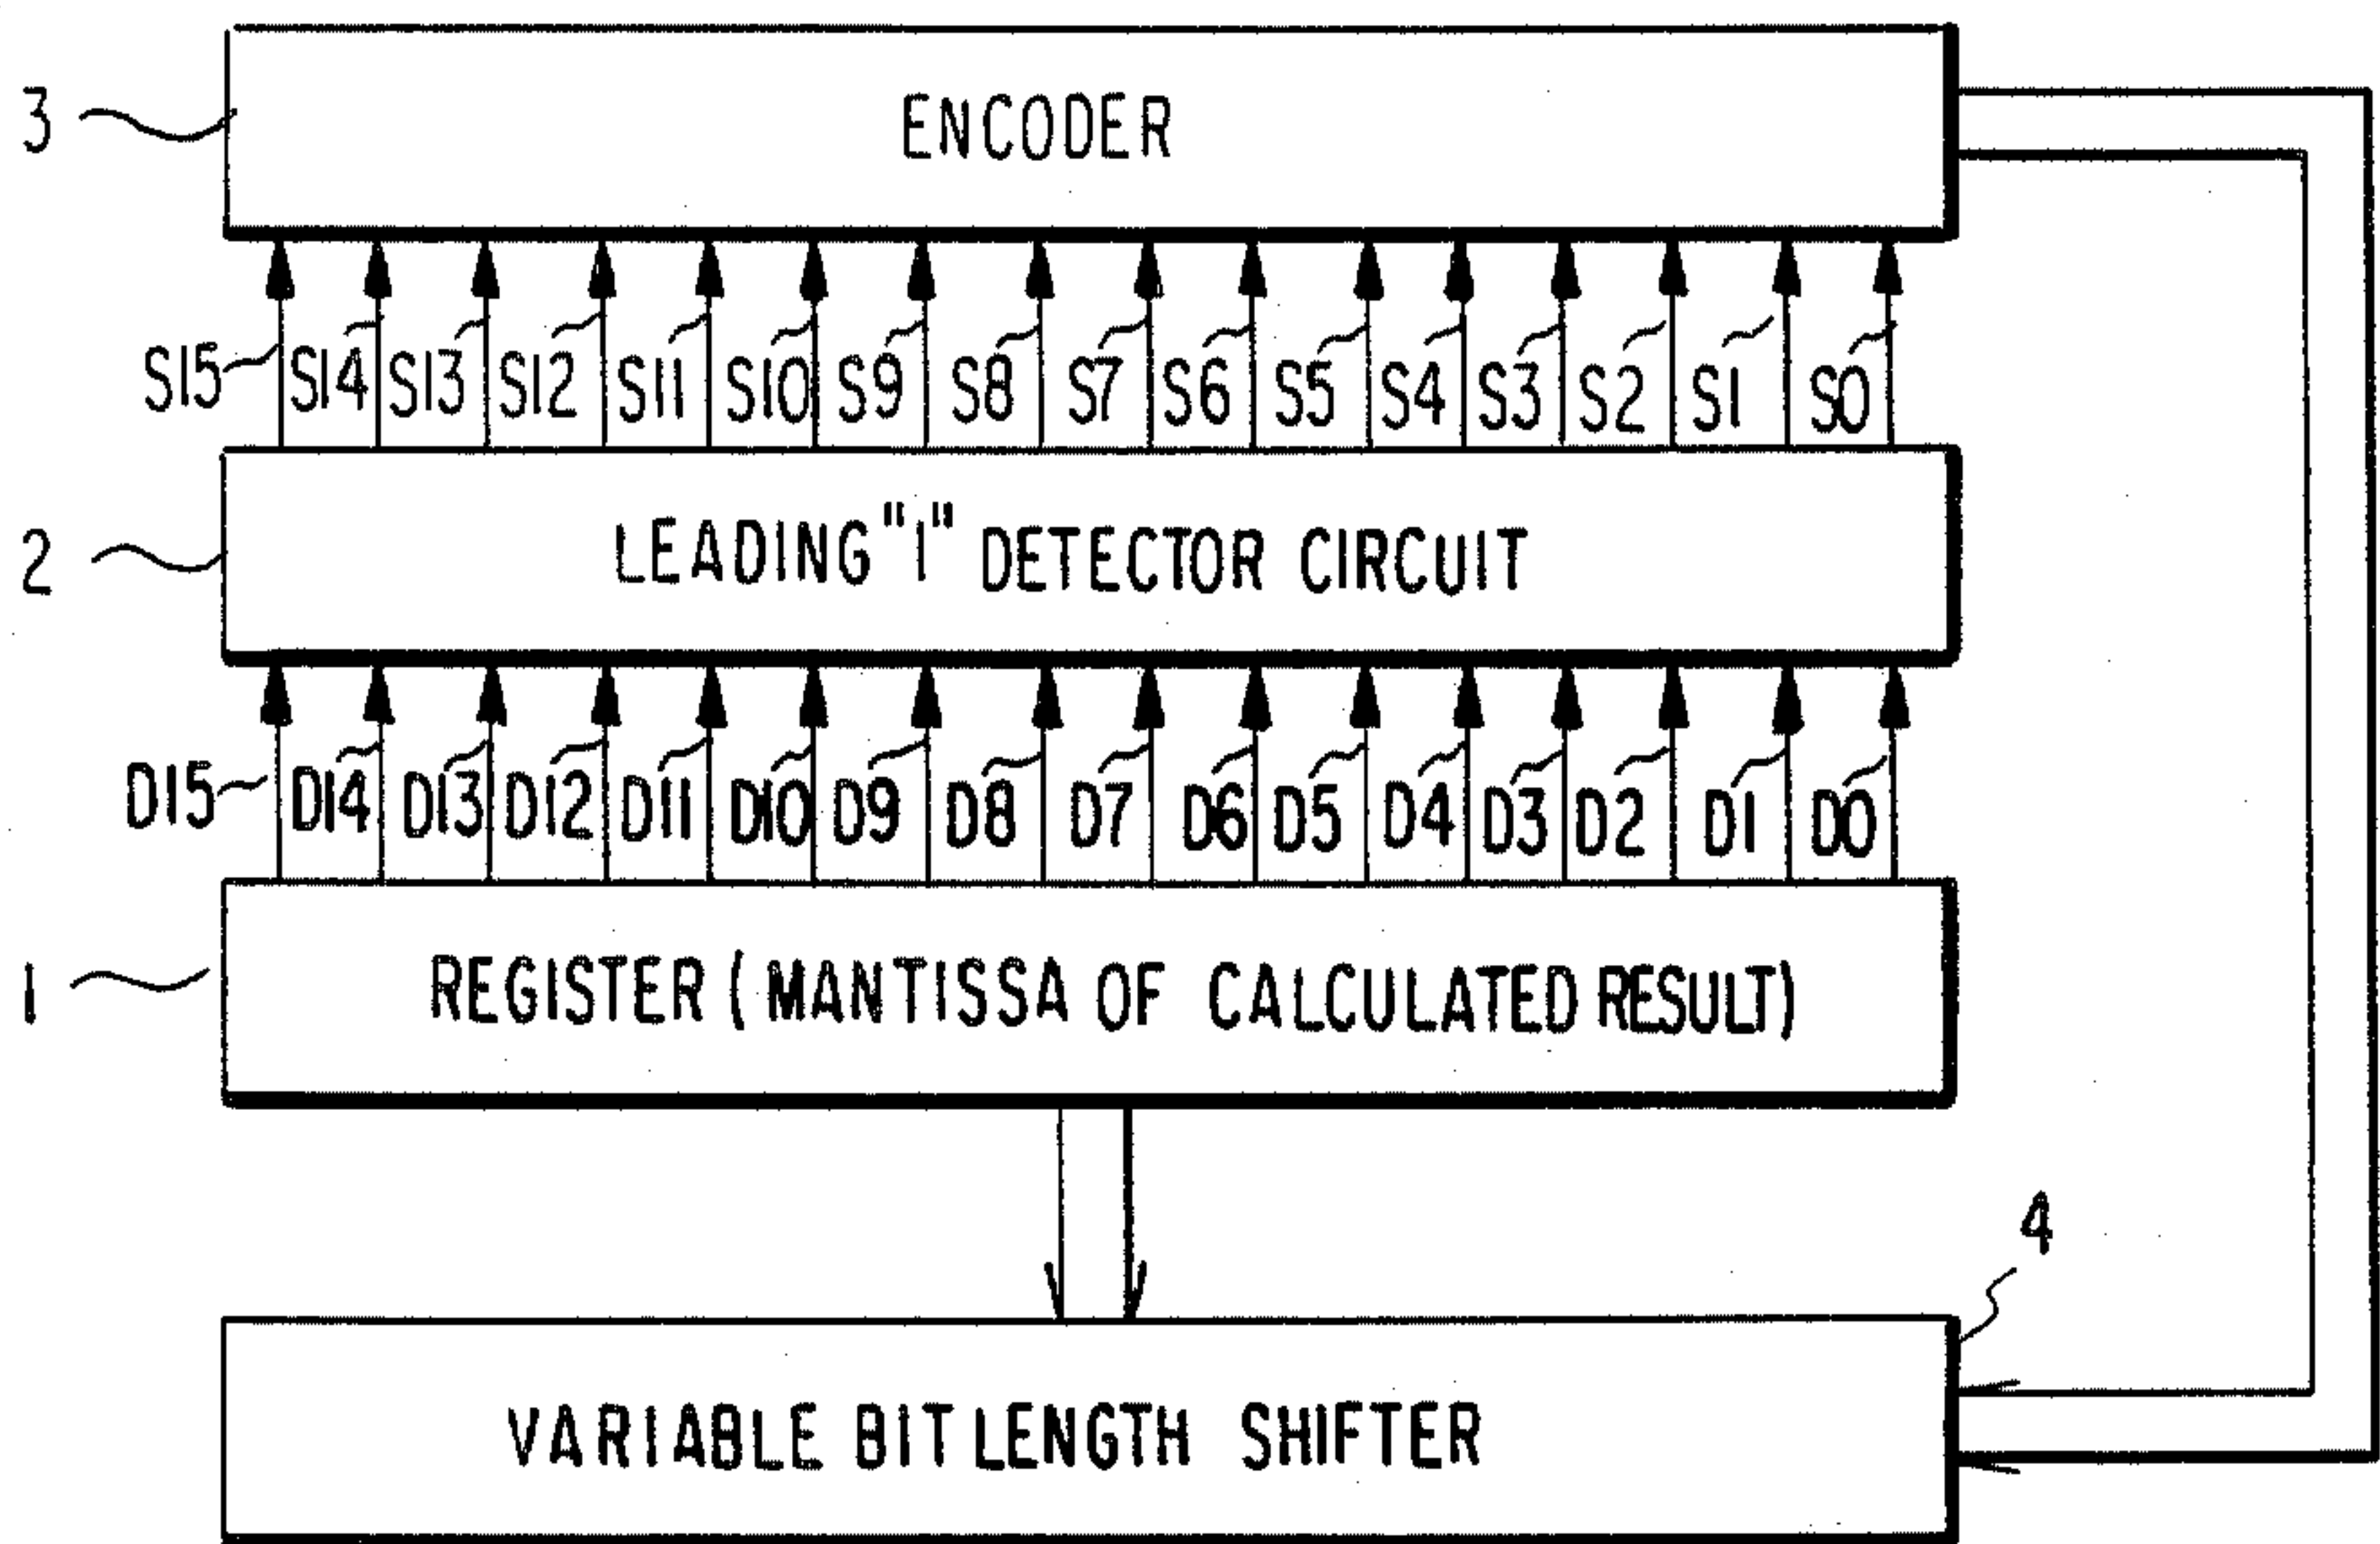 3
ENCODER
S15 S14 S13 S12 S11 S10 S9 S8 S7 S6 S5 S4 S3 S2 S1 S0
2
LEADING "1" DETECTOR CIRCUIT
D15 D14 D13 D12 D11 D10 D9 D8 D7 D6 D5 D4 D3 D2 D1 D0
1
REGISTER (MANTISSA OF CALCULATED RESULT)
4
VARIABLE BIT LENGTH SHIFTER